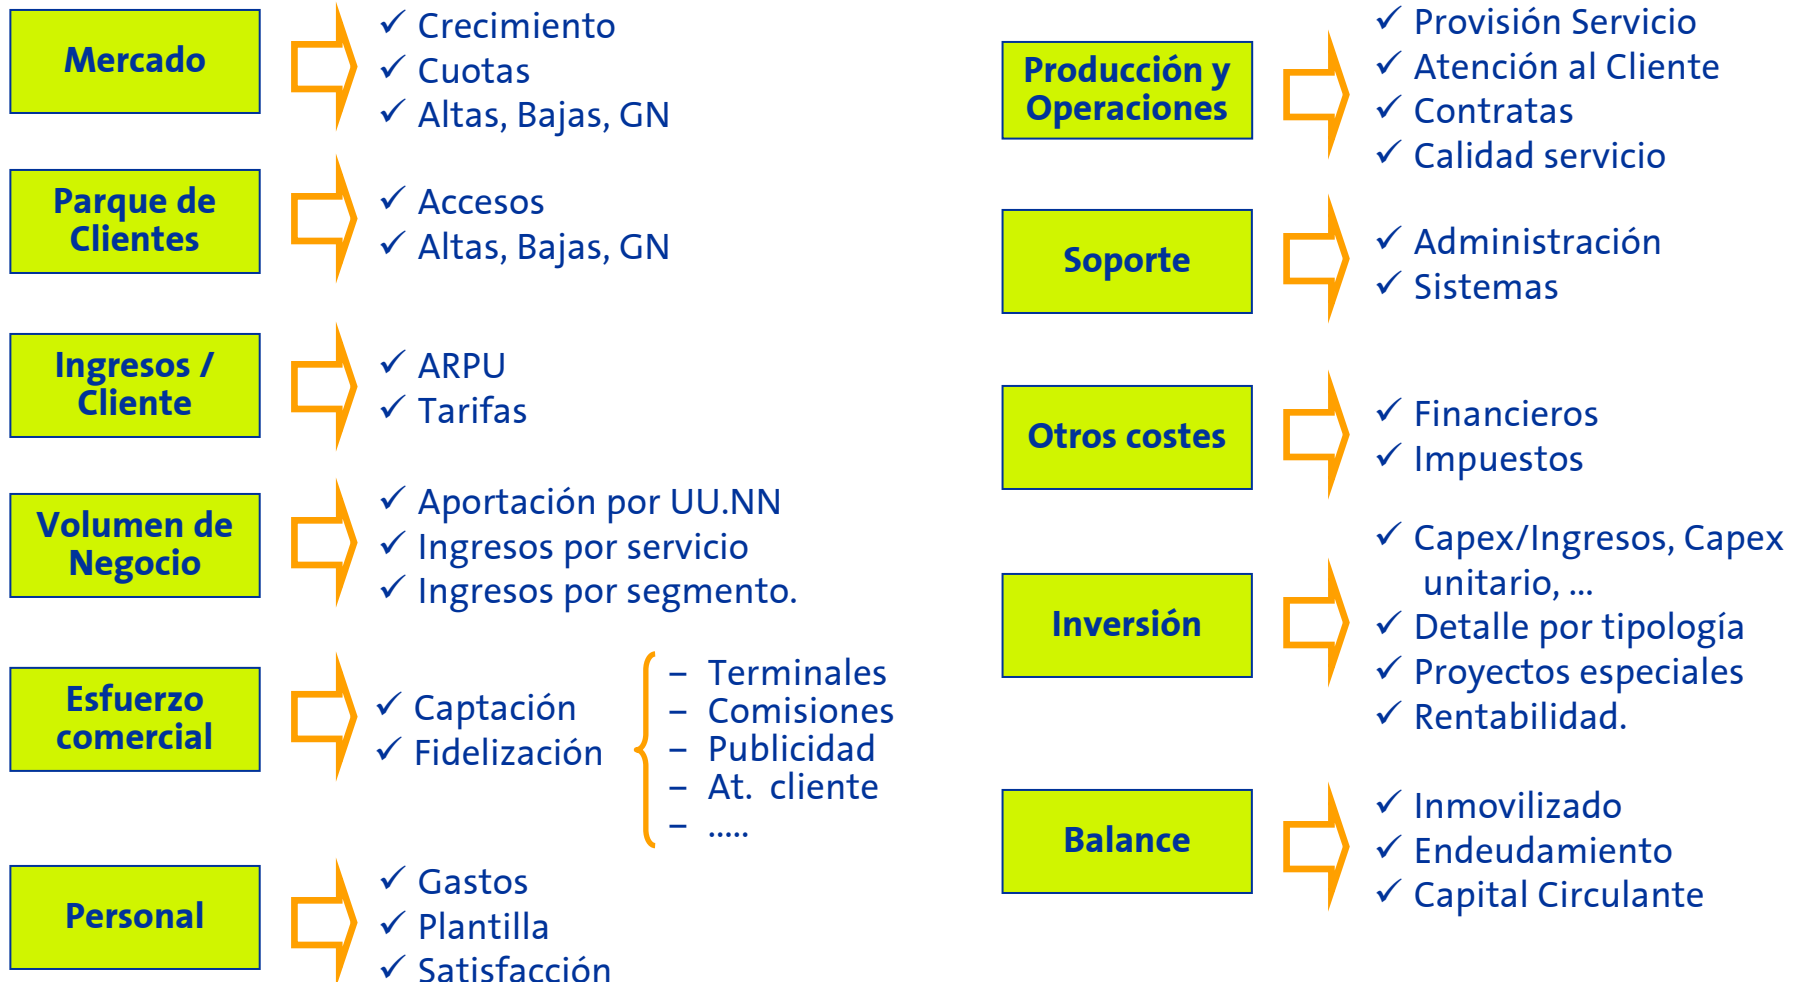 Mercado
✓ Crecimiento
✓ Cuotas
✓ Altas, Bajas, GN
Parque de
Clientes
✓ Accesos
✓ Altas, Bajas, GN
Ingresos /
Cliente
✓ ARPU
✓ Tarifas
Volumen de
Negocio
✓ Aportación por UU.NN
✓ Ingresos por servicio
✓ Ingresos por segmento.
Esfuerzo
comercial
✓ Captación
✓ Fidelización
– Terminales
– Comisiones
– Publicidad
– At. cliente
– .....
Personal
✓ Gastos
✓ Plantilla
✓ Satisfacción
Producción y
Operaciones
✓ Provisión Servicio
✓ Atención al Cliente
✓ Contratas
✓ Calidad servicio
Soporte
✓ Administración
✓ Sistemas
Otros costes
✓ Financieros
✓ Impuestos
Inversión
✓ Capex/Ingresos, Capex
unitario, ...
✓ Detalle por tipología
✓ Proyectos especiales
✓ Rentabilidad.
Balance
✓ Inmovilizado
✓ Endeudamiento
✓ Capital Circulante